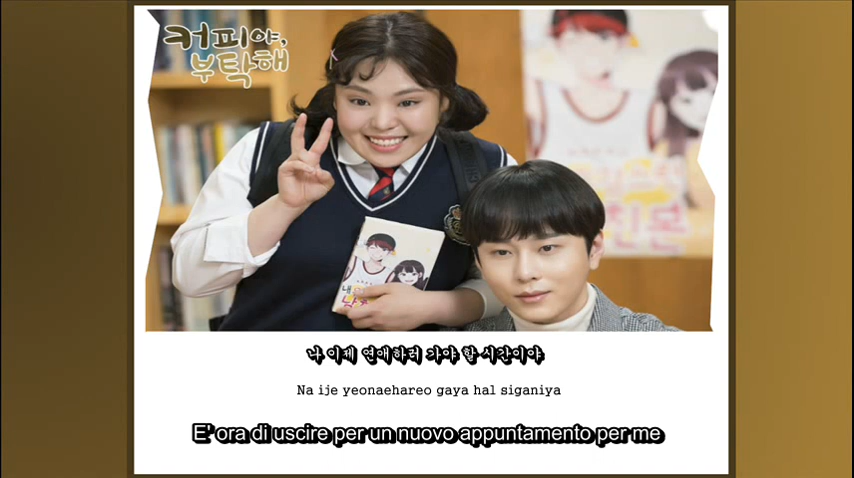 커피야,
부탁해
나 이제 연애하러 가야 할 시간이야
Na ije yeonaehareo gaya hal siganiya
E' ora di uscire per un nuovo appuntamento per me